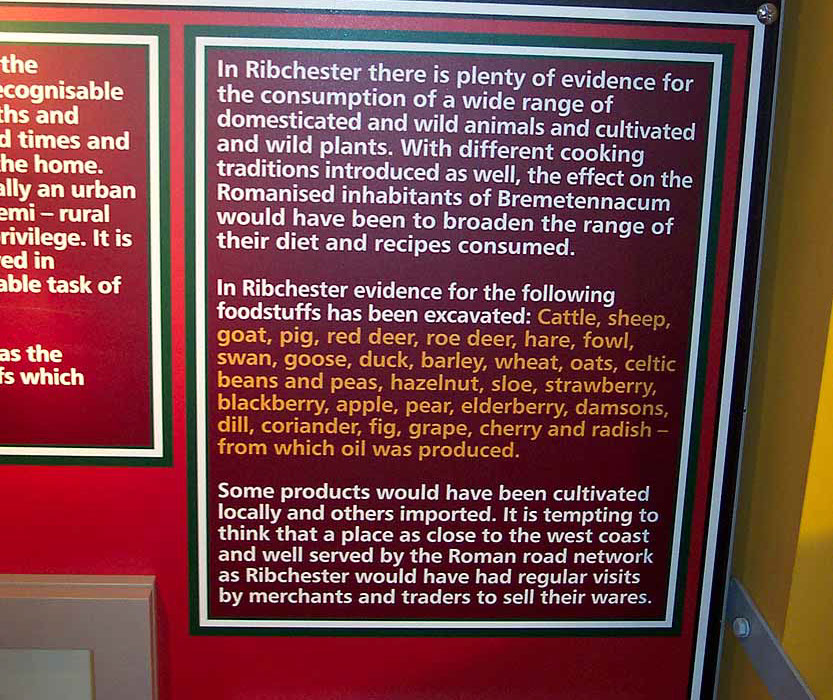 the
ecognisable
ths and
d times and
he home.
ally an urban
emi – rural
rivilege. It is
ed in
able task of
as the
fs which
In Ribchester there is plenty of evidence for
the consumption of a wide range of
domesticated and wild animals and cultivated
and wild plants. With different cooking
traditions introduced as well, the effect on the
Romanised inhabitants of Bremetennacum
would have been to broaden the range of
their diet and recipes consumed.
In Ribchester evidence for the following
foodstuffs has been excavated: Cattle, sheep,
goat, pig, red deer, roe deer, hare, fowl,
swan, goose, duck, barley, wheat, oats, celtic
beans and peas, hazelnut, sloe, strawberry,
blackberry, apple, pear, elderberry, damsons,
dill, coriander, fig, grape, cherry and radish –
from which oil was produced.
Some products would have been cultivated
locally and others imported. It is tempting to
think that a place as close to the west coast
and well served by the Roman road network
as Ribchester would have had regular visits
by merchants and traders to sell their wares.